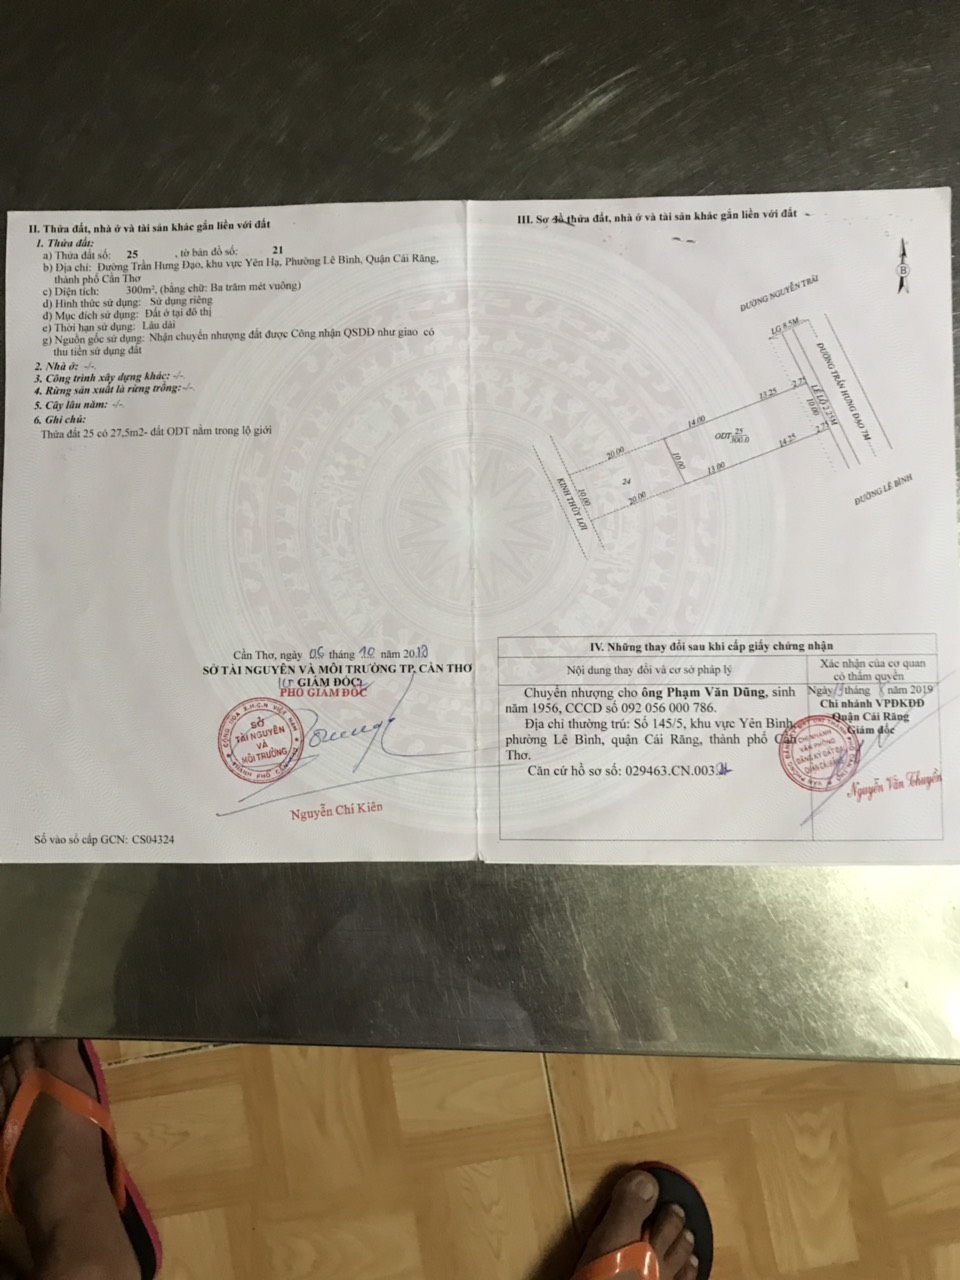 II. Thửa đất, nhà ở và tài sản khác gắn liền với đất
1. Thửa đất:
a) Thửa đất số: 25 , tờ bản đồ số: 21
b) Địa chỉ: Đường Trần Hưng Đạo, khu vực Yên Hạ, Phường Lê Bình, Quận Cái Răng,
thành phố Cần Thơ
c) Diện tích: 300m², (bằng chữ: Ba trăm mét vuông)
d) Hình thức sử dụng: Sử dụng riêng
đ) Mục đích sử dụng: Đất ở tại đô thị
e) Thời hạn sử dụng: Lâu dài
g) Nguồn gốc sử dụng: Nhận chuyển nhượng đất được Công nhận QSDĐ như giao có
thu tiền sử dụng đất
2. Nhà ở: -/-.
3. Công trình xây dựng khác: -/-.
4. Rừng sản xuất là rừng trồng: -/-.
5. Cây lâu năm: -/-.
6. Ghi chú:
Thửa đất 25 có 27,5m2- đất ODT nằm trong lộ giới
Cần Thơ, ngày 05 tháng 10 năm 2018
SỞ TÀI NGUYÊN VÀ MÔI TRƯỜNG TP. CẦN THƠ
KT GIÁM ĐỐC
PHÓ GIÁM ĐỐC
SỞ
TÀI NGUYÊN
VÀ
MÔI TRƯỜNG
Nguyễn Chí Kiên
Số vào sổ cấp GCN: CS04324
III. Sơ đồ thửa đất, nhà ở và tài sản khác gắn liền với đất
B
ĐƯỜNG NGUYỄN TRÃI
LG 8.5M
ĐƯỜNG TRẦN HƯNG ĐẠO 7M
LỀ LỘ 2.25M
2.75
13.25
10.00
14.00
ODT 25
300.0
14.25
2.75
20.00
10.00
13.00
24
10.00
20.00
KINH THỦY LỢI
ĐƯỜNG LÊ BÌNH
IV. Những thay đổi sau khi cấp giấy chứng nhận
Nội dung thay đổi và cơ sở pháp lý
Xác nhận của cơ quan
có thẩm quyền
Chuyển nhượng cho ông Phạm Văn Dũng, sinh
năm 1956, CCCD số 092 056 000 786.
Địa chỉ thường trú: Số 145/5, khu vực Yên Bình,
phường Lê Bình, quận Cái Răng, thành phố Cần
Thơ.
Căn cứ hồ sơ số: 029463.CN.003.
Ngày tháng năm 2019
Chi nhánh VPĐKĐĐ
Quận Cái Răng
Giám đốc
CHI NHÁNH
VĂN PHÒNG
ĐĂNG KÝ ĐẤT ĐAI
QUẬN CÁI RĂNG
Nguyễn Văn Thuyền